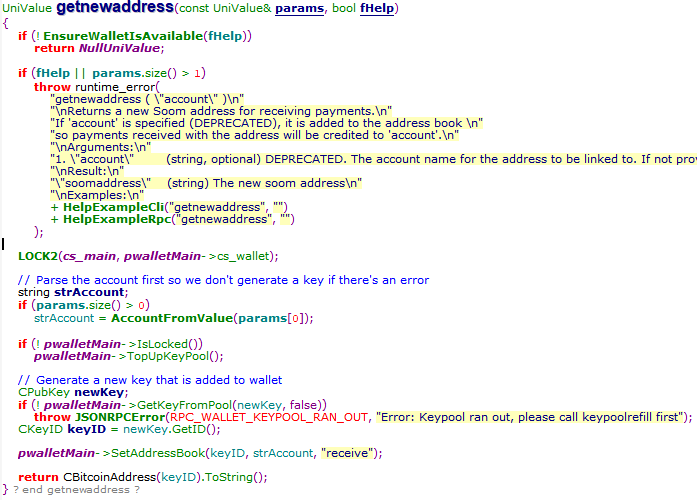 UniValue getnewaddress(const UniValue& params, bool fHelp)
{
    if (! EnsureWalletIsAvailable(fHelp))
        return NullUniValue;

    if (fHelp || params.size() > 1)
        throw runtime_error(
            "getnewaddress ( \"account\" )\n"
            "\nReturns a new Soom address for receiving payments.\n"
            "If 'account' is specified (DEPRECATED), it is added to the address book \n"
            "so payments received with the address will be credited to 'account'.\n"
            "\nArguments:\n"
            "1. \"account\"        (string, optional) DEPRECATED. The account name for the address to be linked to. If not prov
            "\nResult:\n"
            "\"soomaddress\"    (string) The new soom address\n"
            "\nExamples:\n"
            + HelpExampleCli("getnewaddress", "")
            + HelpExampleRpc("getnewaddress", "")
        );

    LOCK2(cs_main, pwalletMain->cs_wallet);

    // Parse the account first so we don't generate a key if there's an error
    string strAccount;
    if (params.size() > 0)
        strAccount = AccountFromValue(params[0]);

    if (! pwalletMain->IsLocked())
        pwalletMain->TopUpKeyPool();

    // Generate a new key that is added to wallet
    CPubKey newKey;
    if (! pwalletMain->GetKeyFromPool(newKey, false))
        throw JSONRPCError(RPC_WALLET_KEYPOOL_RAN_OUT, "Error: Keypool ran out, please call keypoolrefill first");
    CKeyID keyID = newKey.GetID();

    pwalletMain->SetAddressBook(keyID, strAccount, "receive");

    return CBitcoinAddress(keyID).ToString();
} ? end getnewaddress ?